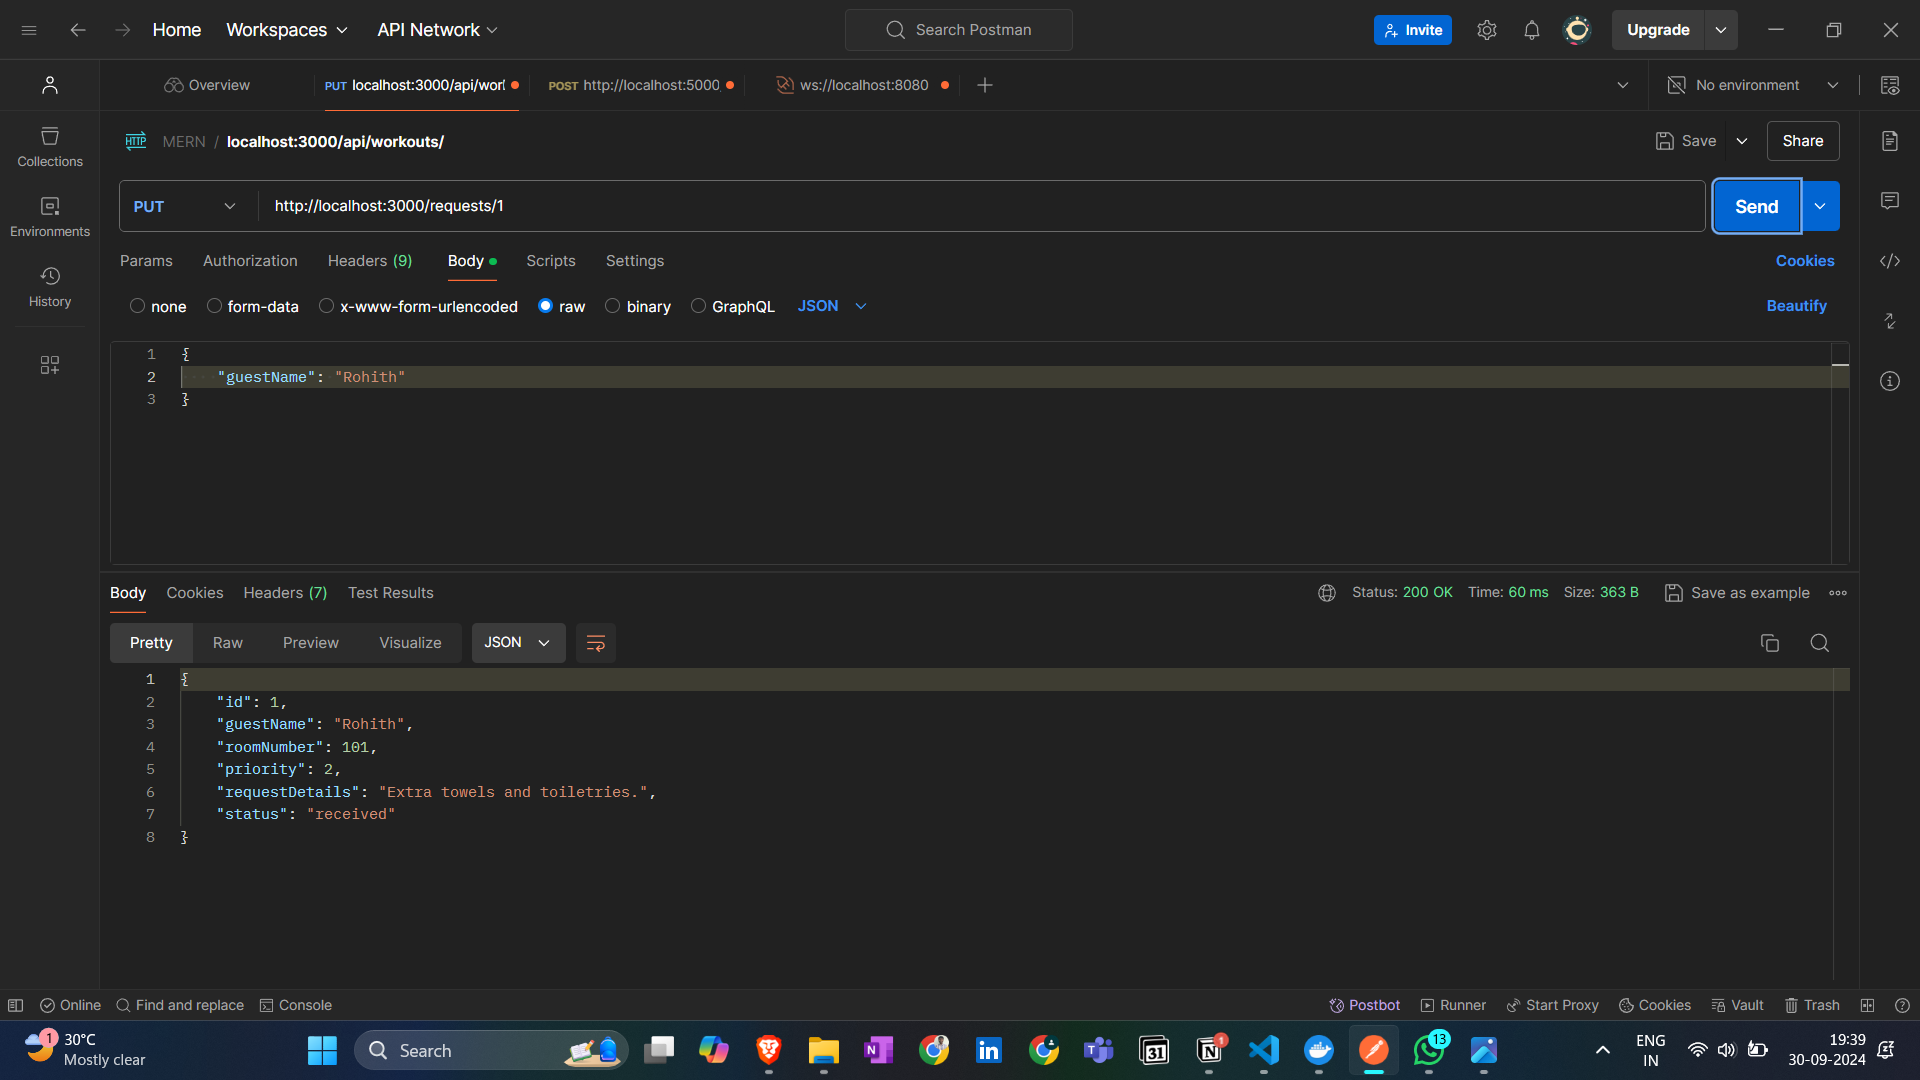 Home Workspaces API Network Search Postman Invite Upgrade
Overview PUT localhost:3000/api/wor POST http://localhost:5000 ws://localhost:8080 No environment
HTTP MERN / localhost:3000/api/workouts/ Save Share
Collections
PUT http://localhost:3000/requests/1 Send
Environments
Params Authorization Headers (9) Body Scripts Settings Cookies
History
none form-data x-www-form-urlencoded raw binary GraphQL JSON Beautify
1 {
2 "guestName": "Rohith"
3 }
Body Cookies Headers (7) Test Results Status: 200 OK Time: 60 ms Size: 363 B Save as example
Pretty Raw Preview Visualize JSON
1 {
2 "id": 1,
3 "guestName": "Rohith",
4 "roomNumber": 101,
5 "priority": 2,
6 "requestDetails": "Extra towels and toiletries.",
7 "status": "received"
8 }
Online Find and replace Console Postbot Runner Start Proxy Cookies Vault Trash
1 30°C
Mostly clear
Search
N
in
31
N 1
13
ENG
IN
19:39
30-09-2024